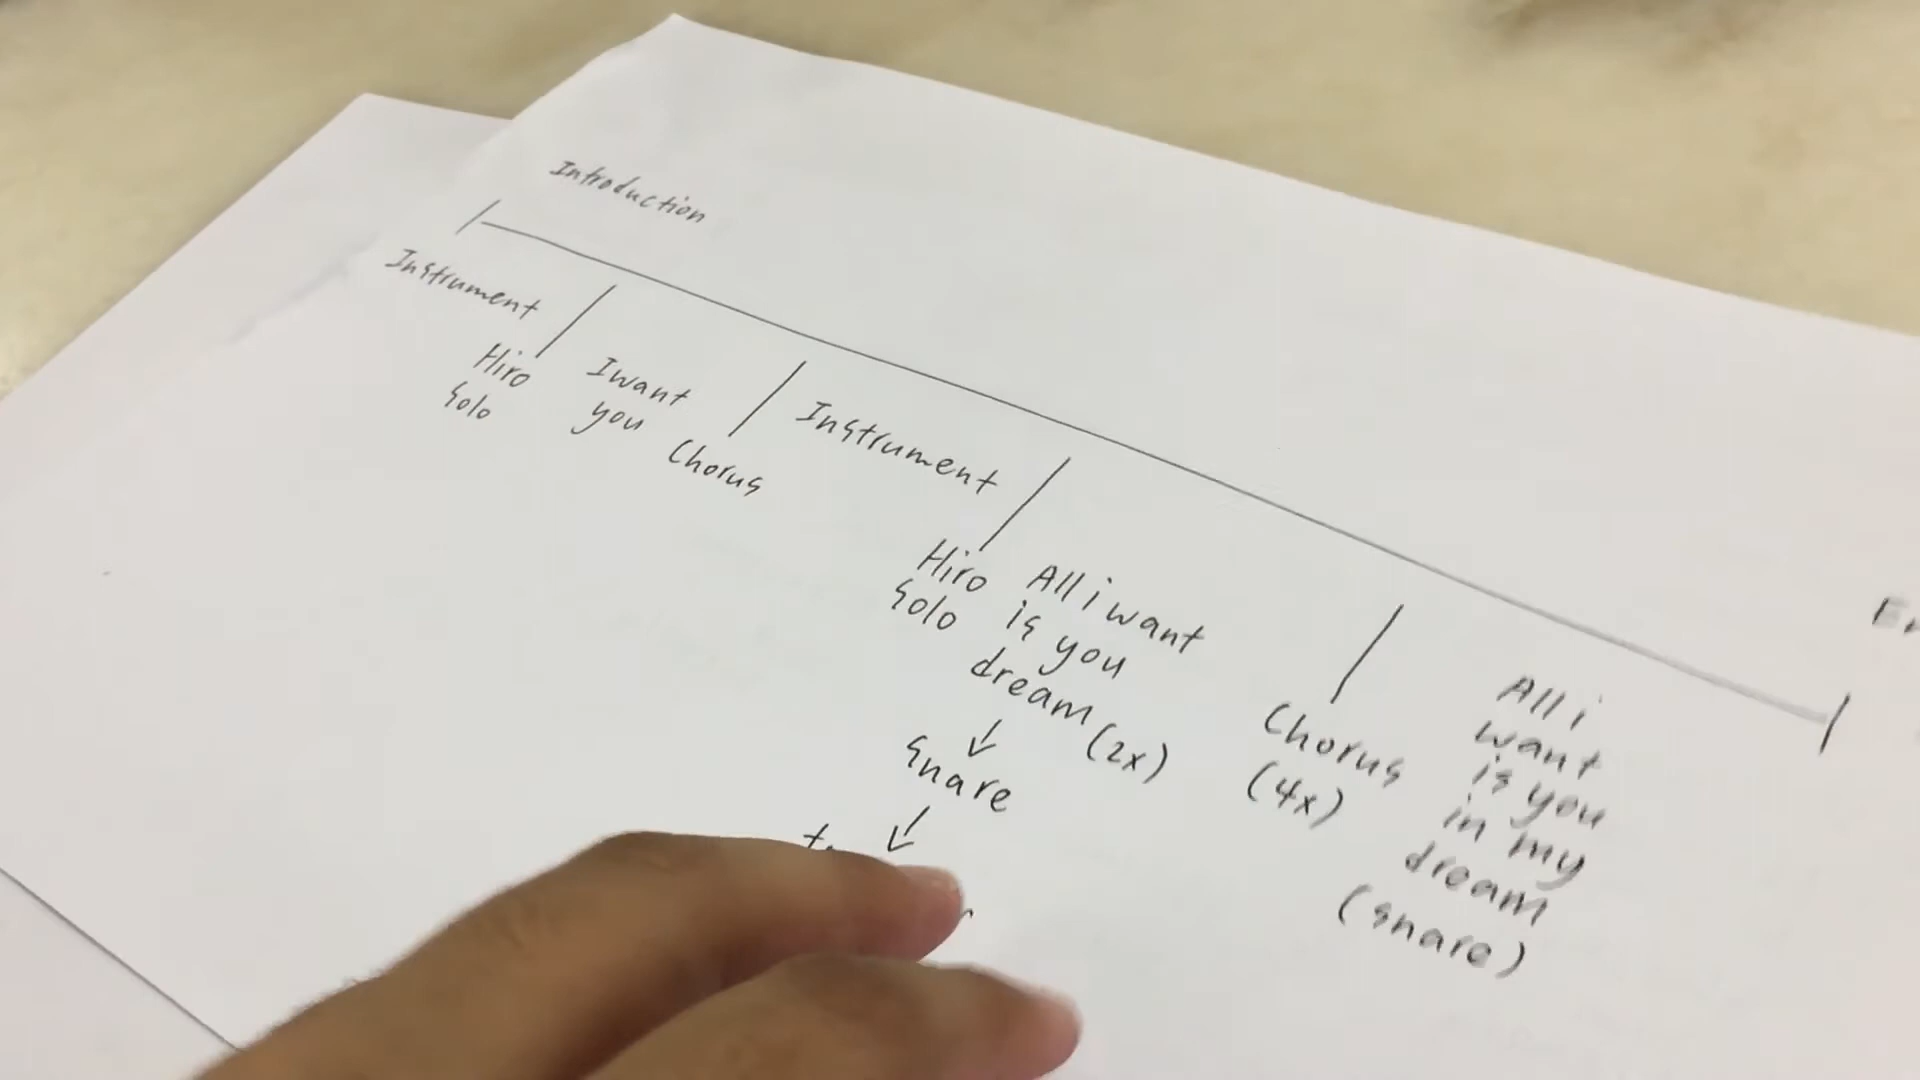 Introduction
Instrument
Hiro
Solo
I want
you
Chorus
Instrument
Hiro
Solo
All i want
is you
dream (2x)
snare
Chorus
(4x)
All i
want
is you
in my
dream
(snare)